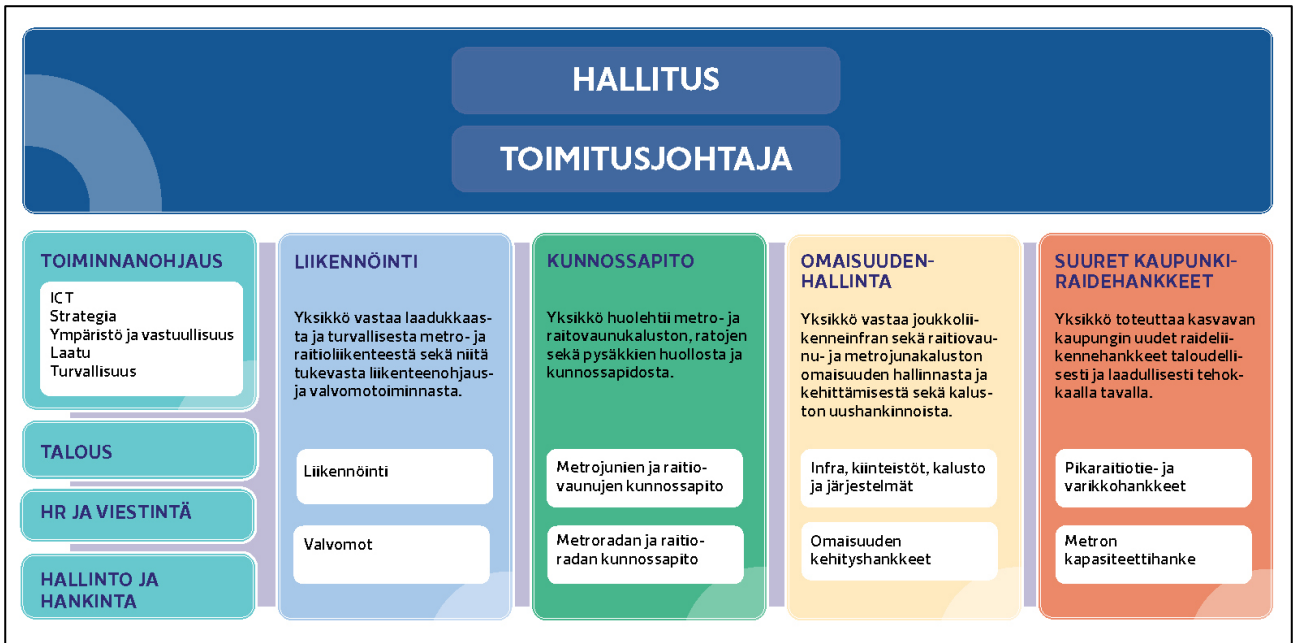 HALLITUS
TOIMITUSJOHTAJA
TOIMINNANOHJAUS
ICT
Strategia
Ympäristö ja vastuullisuus
Laatu
Turvallisuus
TALOUS
HR JA VIESTINTÄ
HALLINTO JA
HANKINTA
LIIKENNÖINTI
Yksikkö vastaa laadukkaas-
ta ja turvallisesta metro- ja
raitioliikenteestä sekä niitä
tukevasta liikenteenohjaus-
ja valvomotoiminnasta.
Liikennöinti
Valvomot
KUNNOSSAPITO
Yksikkö huolehtii metro- ja
raitovaunukaluston, ratojen
sekä pysäkkien huollosta ja
kunnossapidosta.
Metrojunien ja raitio-
vaunujen kunnossapito
Metroradan ja raitio-
radan kunnossapito
OMAISUUDEN-
HALLINTA
Yksikkö vastaa joukkolii-
kenneinfran sekä raitiovau-
nu- ja metrojunakaluston
omaisuuden hallinnasta ja
kehittämisestä sekä kalus-
ton uushankinnoista.
Infra, kiinteistöt, kalusto
ja järjestelmät
Omaisuuden
kehityshankkeet
SUURET KAUPUNKI-
RAIDEHANKKEET
Yksikkö toteuttaa kasvavan
kaupungin uudet raidelii-
kennehankkeet taloudelli-
sesti ja laadullisesti tehok-
kaalla tavalla.
Pikaraitiotie- ja
varikkohankkeet
Metron
kapasiteettihanke